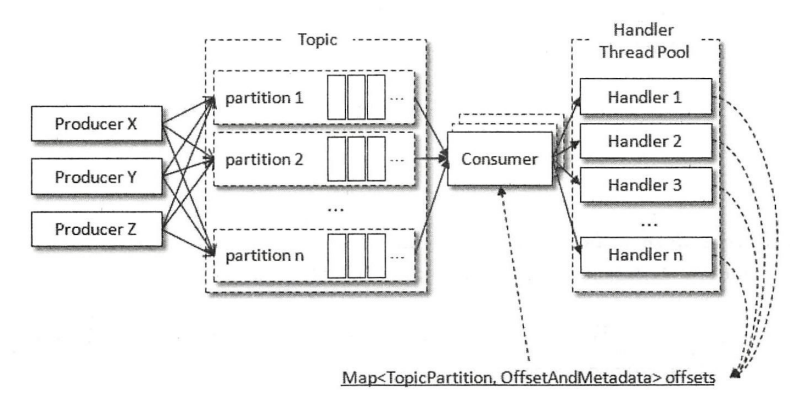 Topic
Handler
Thread Pool
Producer X
Producer Y
Producer Z
partition 1
...
partition 2
...
...
partition n
...
Consumer
Handler 1
Handler 2
Handler 3
...
Handler n
Map<TopicPartition, OffsetAndMetadata> offsets